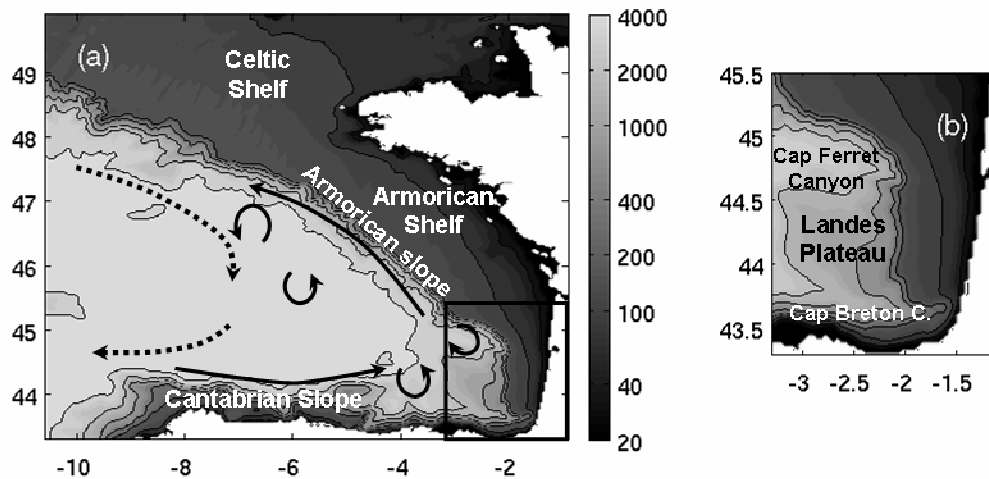 (a)
Celtic
Shelf
Armorican
Shelf
Armorican slope
Cantabrian Slope
49
48
47
46
45
44
-10
-8
-6
-4
-2
4000
2000
1000
400
200
100
40
20
(b)
Cap Ferret
Canyon
Landes
Plateau
Cap Breton C.
45.5
45
44.5
44
43.5
-3
-2.5
-2
-1.5